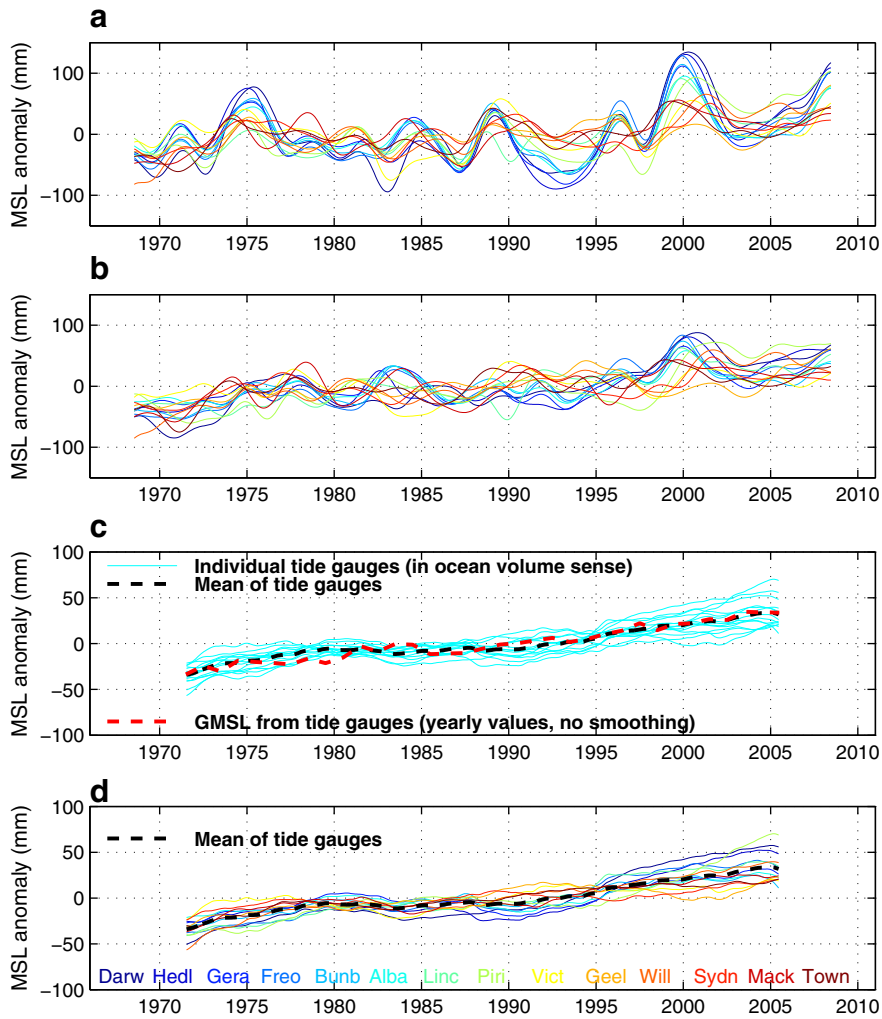 a
MSL anomaly (mm)
100
0
−100
1970 1975 1980 1985 1990 1995 2000 2005 2010
b
MSL anomaly (mm)
100
0
−100
1970 1975 1980 1985 1990 1995 2000 2005 2010
c
MSL anomaly (mm)
100
50
0
−50
−100
Individual tide gauges (in ocean volume sense)
Mean of tide gauges
GMSL from tide gauges (yearly values, no smoothing)
1970 1975 1980 1985 1990 1995 2000 2005 2010
d
MSL anomaly (mm)
100
50
0
−50
−100
Mean of tide gauges
Darw Hedl Gera Freo Bunb Alba Linc Piri Vict Geel Will Sydn Mack Town
1970 1975 1980 1985 1990 1995 2000 2005 2010